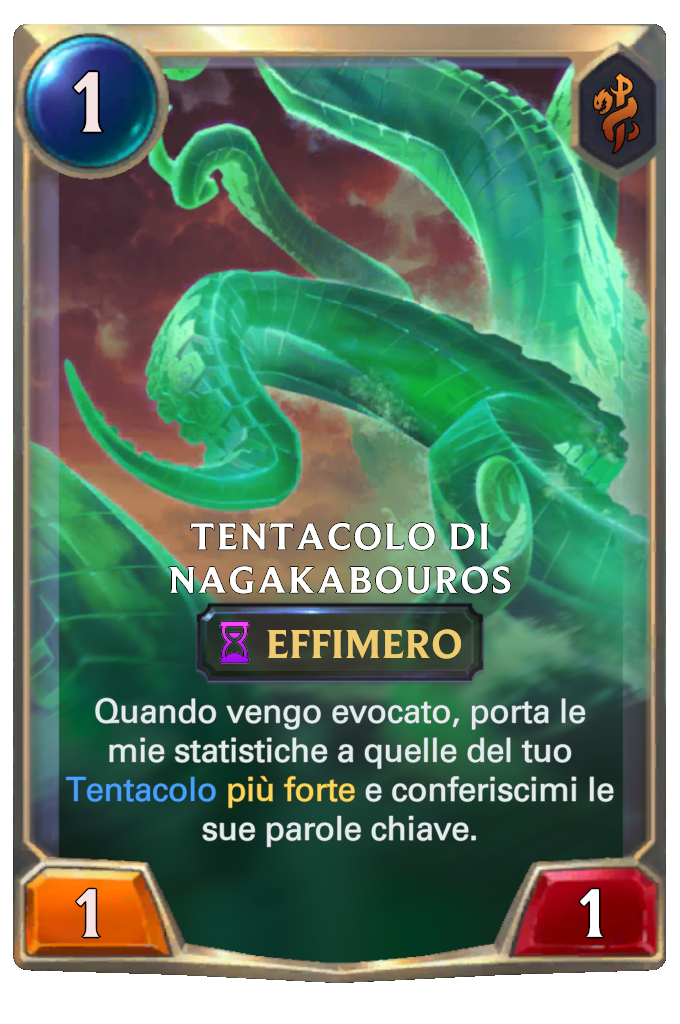 1
TENTACOLO DI
NAGAKABOUROS
EFFIMERO
Quando vengo evocato, porta le
mie statistiche a quelle del tuo
Tentacolo più forte e conferiscimi le
sue parole chiave.
1
1